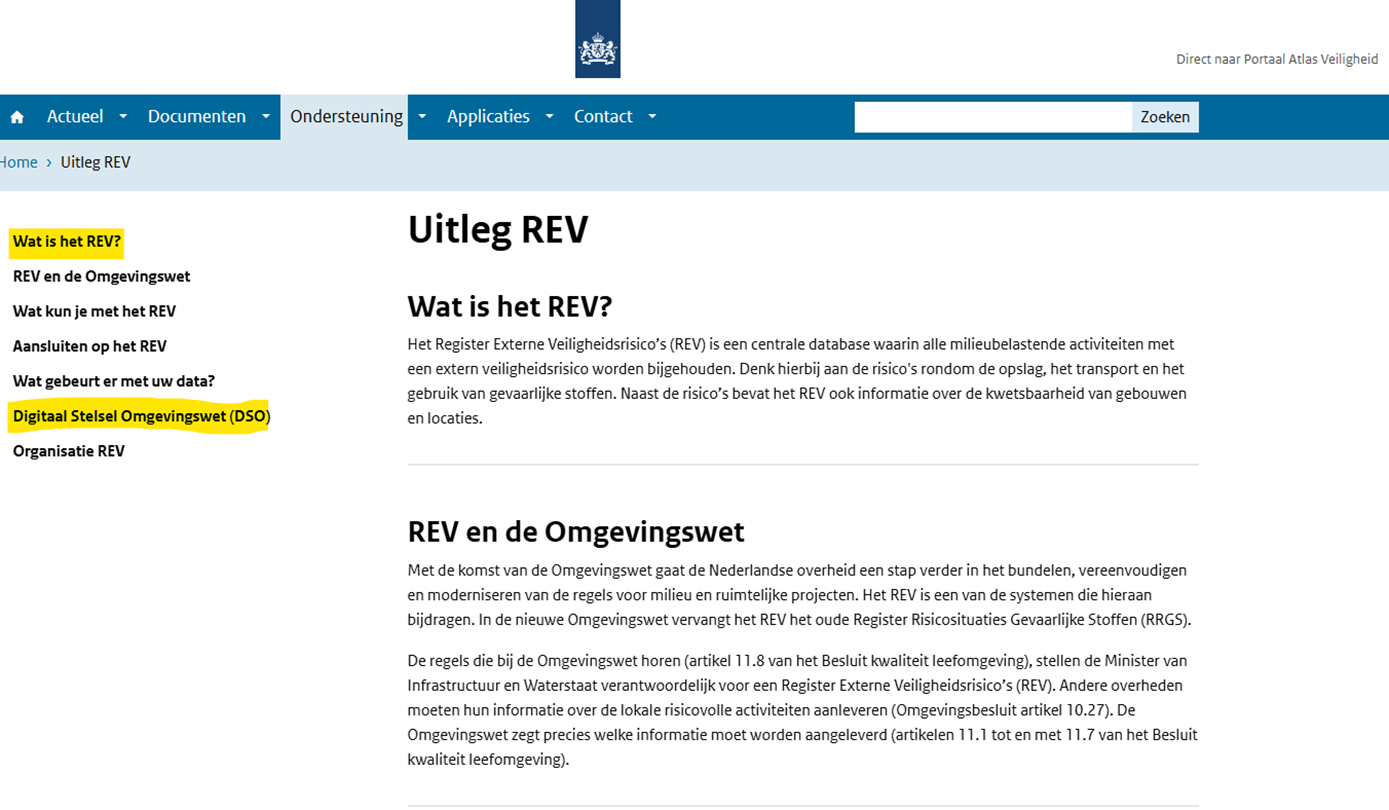 Direct naar Portaal Atlas Veiligheid
Actueel Documenten Ondersteuning Applicaties Contact Zoeken
Home › Uitleg REV
Wat is het REV?
REV en de Omgevingswet
Wat kun je met het REV
Aansluiten op het REV
Wat gebeurt er met uw data?
Digitaal Stelsel Omgevingswet (DSO)
Organisatie REV
Uitleg REV
Wat is het REV?
Het Register Externe Veiligheidsrisico’s (REV) is een centrale database waarin alle milieubelastende activiteiten met
een extern veiligheidsrisico worden bijgehouden. Denk hierbij aan de risico's rondom de opslag, het transport en het
gebruik van gevaarlijke stoffen. Naast de risico’s bevat het REV ook informatie over de kwetsbaarheid van gebouwen
en locaties.
REV en de Omgevingswet
Met de komst van de Omgevingswet gaat de Nederlandse overheid een stap verder in het bundelen, vereenvoudigen
en moderniseren van de regels voor milieu en ruimtelijke projecten. Het REV is een van de systemen die hieraan
bijdragen. In de nieuwe Omgevingswet vervangt het REV het oude Register Risicosituaties Gevaarlijke Stoffen (RRGS).
De regels die bij de Omgevingswet horen (artikel 11.8 van het Besluit kwaliteit leefomgeving), stellen de Minister van
Infrastructuur en Waterstaat verantwoordelijk voor een Register Externe Veiligheidsrisico’s (REV). Andere overheden
moeten hun informatie over de lokale risicovolle activiteiten aanleveren (Omgevingsbesluit artikel 10.27). De
Omgevingswet zegt precies welke informatie moet worden aangeleverd (artikelen 11.1 tot en met 11.7 van het Besluit
kwaliteit leefomgeving).